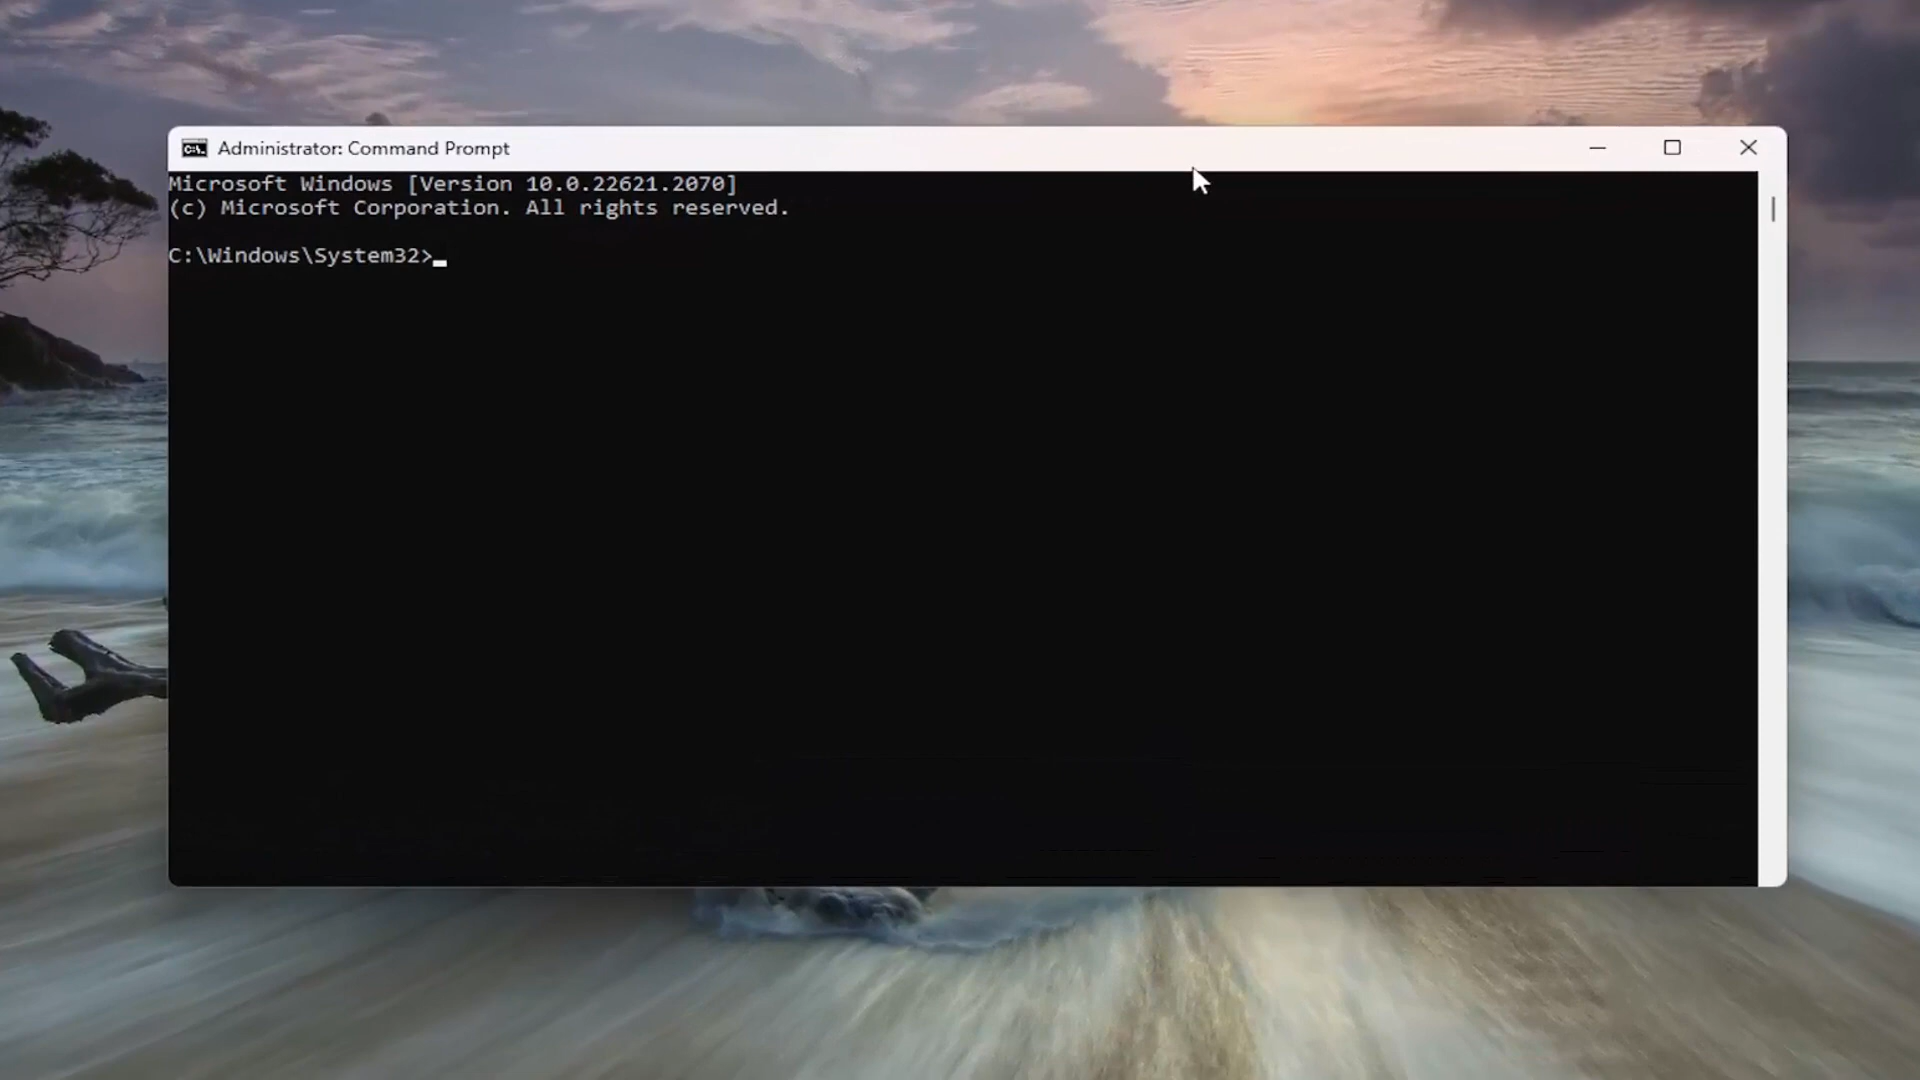 Administrator: Command Prompt
Microsoft Windows [Version 10.0.22621.2070]
(c) Microsoft Corporation. All rights reserved.
C:\Windows\System32>